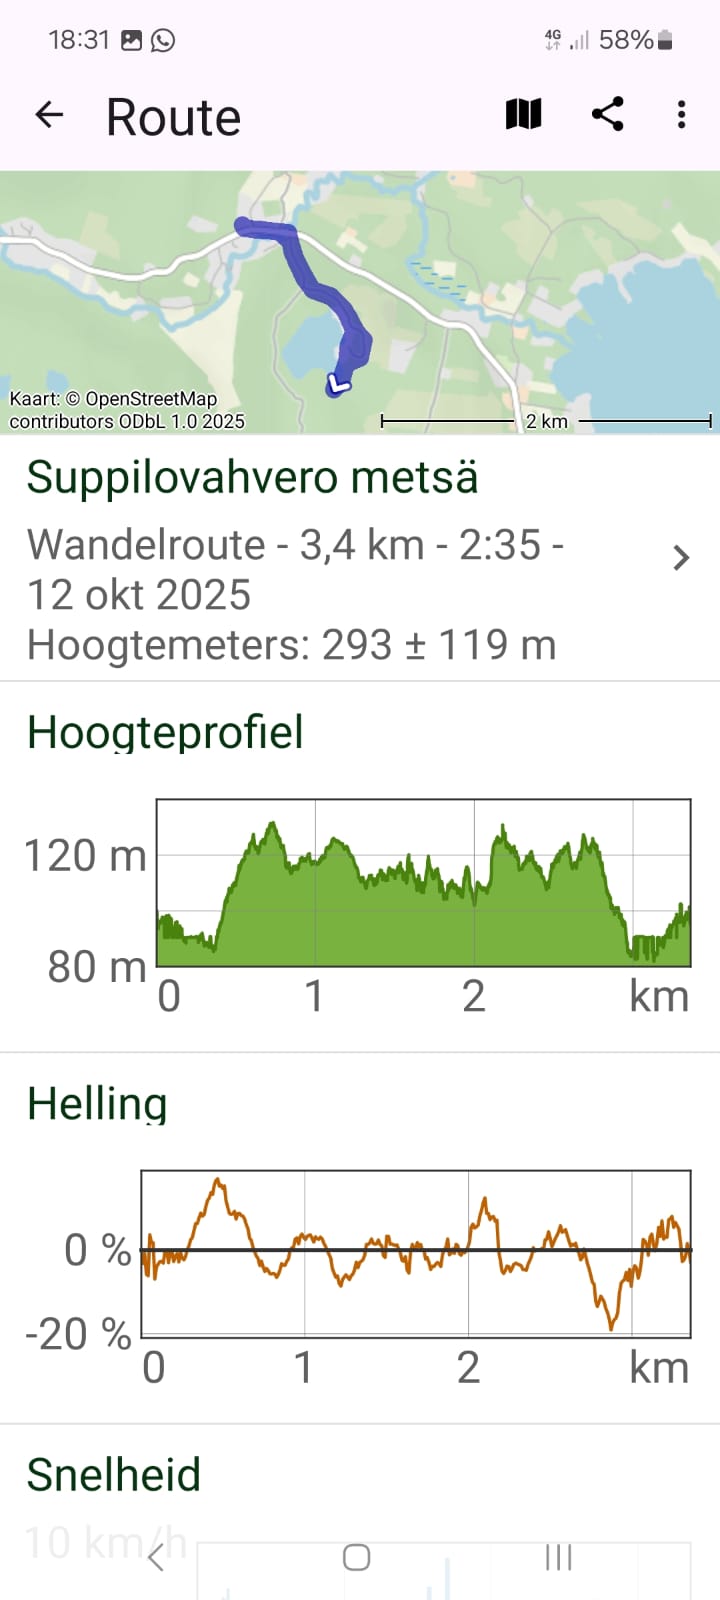 18:31 4G 58%
Route
Kaart: © OpenStreetMap
contributors ODbL 1.0 2025
2 km
Suppilovahvero metsä
Wandelroute - 3,4 km - 2:35 -
12 okt 2025
Hoogtemeters: 293 ± 119 m
Hoogteprofiel
120 m
80 m
0 1 2 km
Helling
0 %
-20 %
0 1 2 km
Snelheid
10 km/h